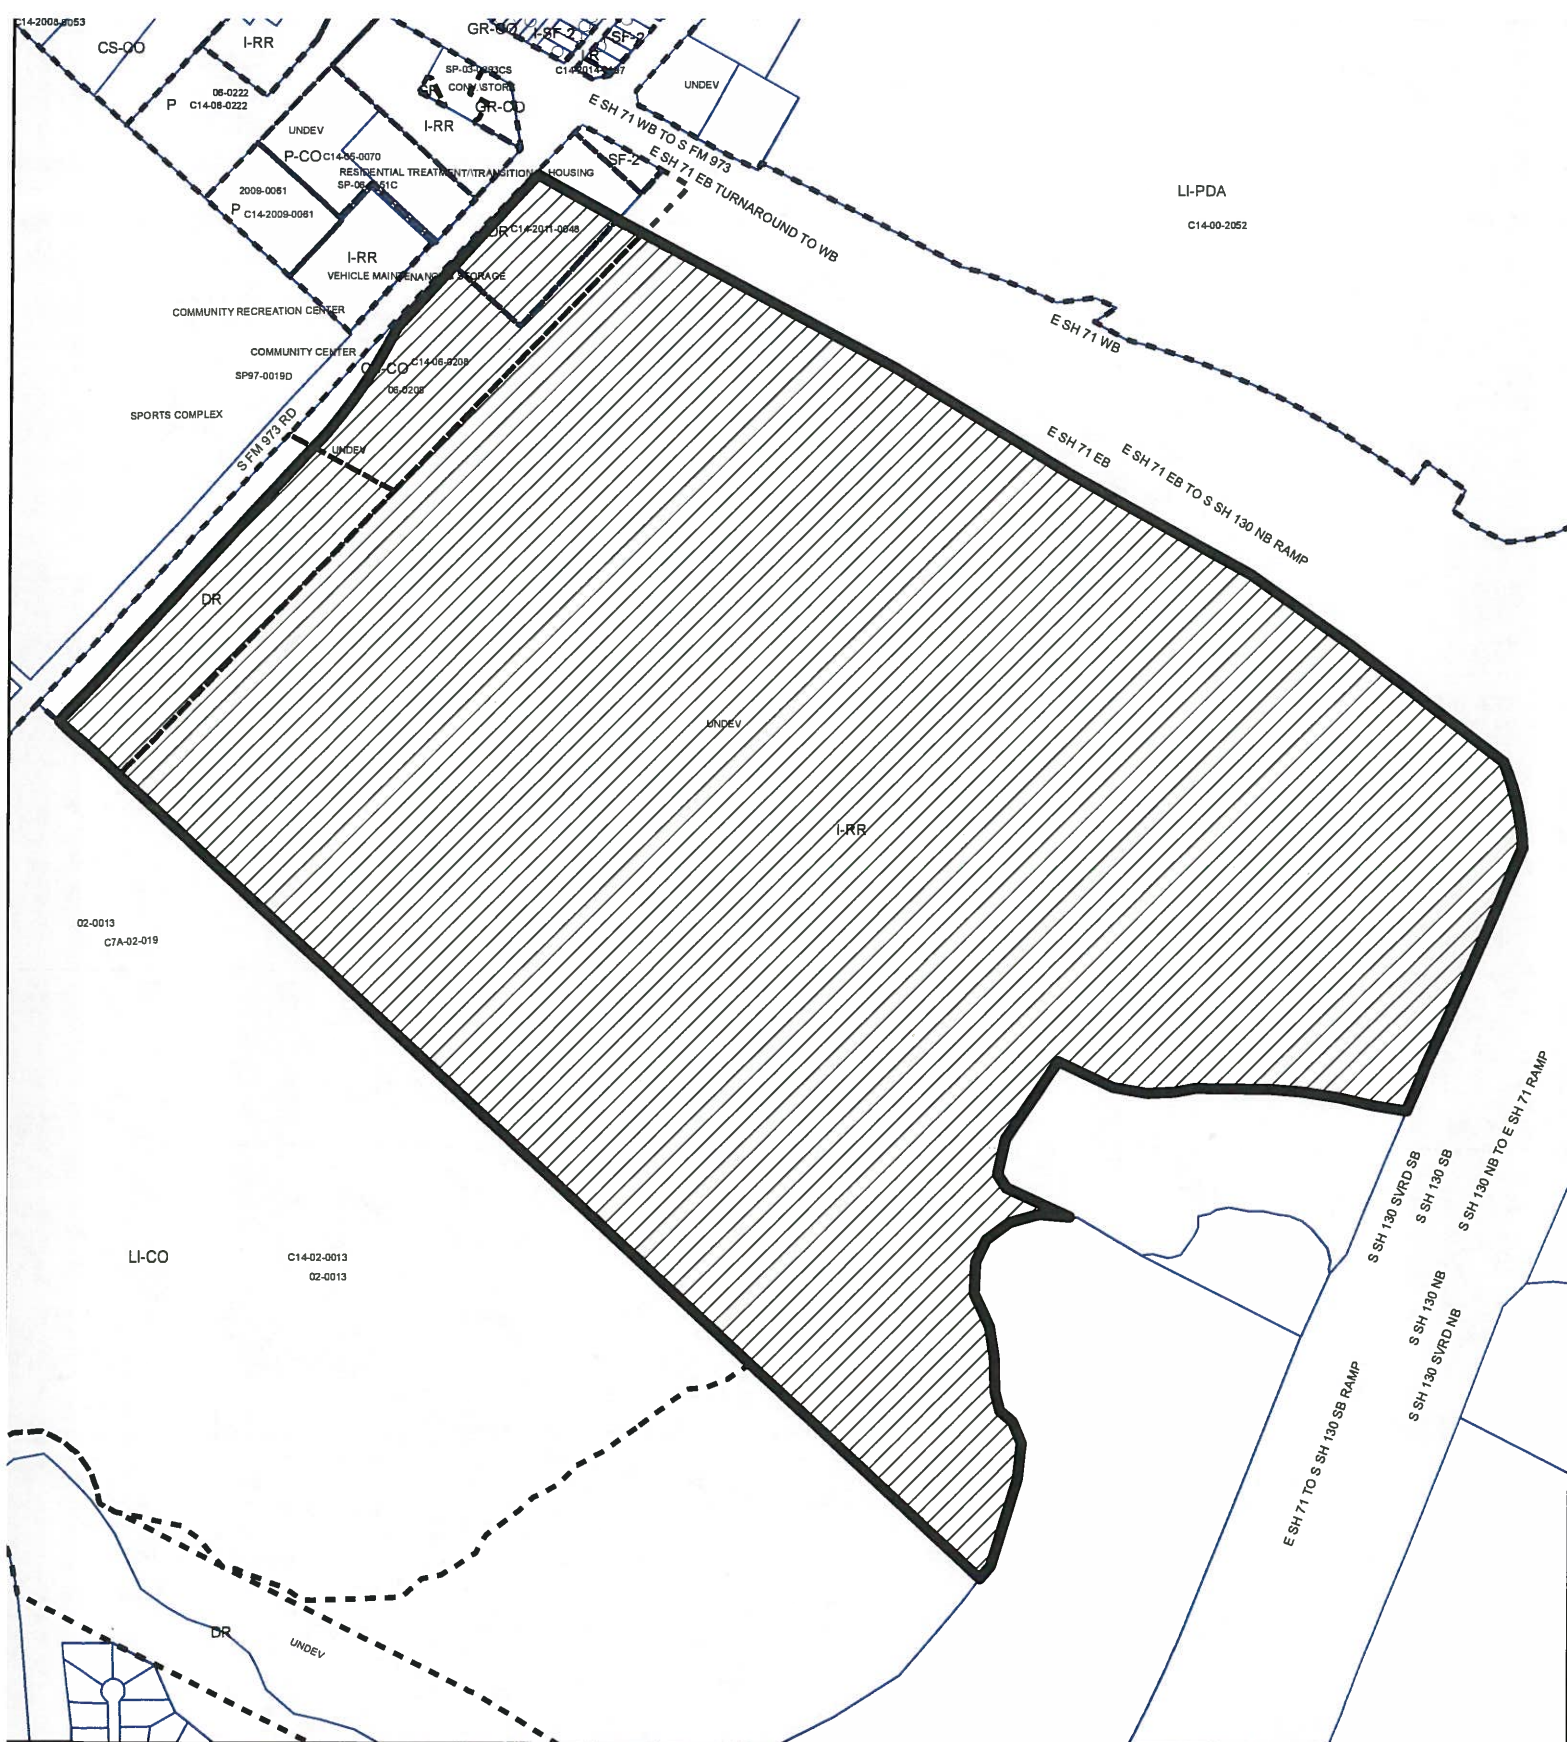 C14-2008-0053
CS-CO
I-RR
GR-CO
I-SF-2
I-SF-2
LR
C14-2014-0197
SP-03-0293CS
CONV. STORE
GR-CO
UNDEV
06-0222
C14-06-0222
P
I-RR
E SH 71 WB TO S FM 973
UNDEV
P-CO
C14-05-0070
SF-2
E SH 71 EB TURNAROUND TO WB
RESIDENTIAL TREATMENT/TRANSITIONAL HOUSING
2009-0061
P
C14-2009-0061
LI-PDA
C14-00-2052
DR
C14-2011-0048
I-RR
VEHICLE MAINTENANCE STORAGE
COMMUNITY RECREATION CENTER
E SH 71 WB
COMMUNITY CENTER
SP97-0019D
C14-06-0208
06-0208
SPORTS COMPLEX
S FM 973 RD
UNDEV
E SH 71 EB
E SH 71 EB TO S SH 130 NB RAMP
DR
UNDEV
I-RR
02-0013
C7A-02-019
LI-CO
C14-02-0013
02-0013
S SH 130 SVRD SB
S SH 130 SB
S SH 130 NB TO E SH 71 RAMP
S SH 130 NB
S SH 130 SVRD NB
E SH 71 TO S SH 130 SB RAMP
DR
UNDEV